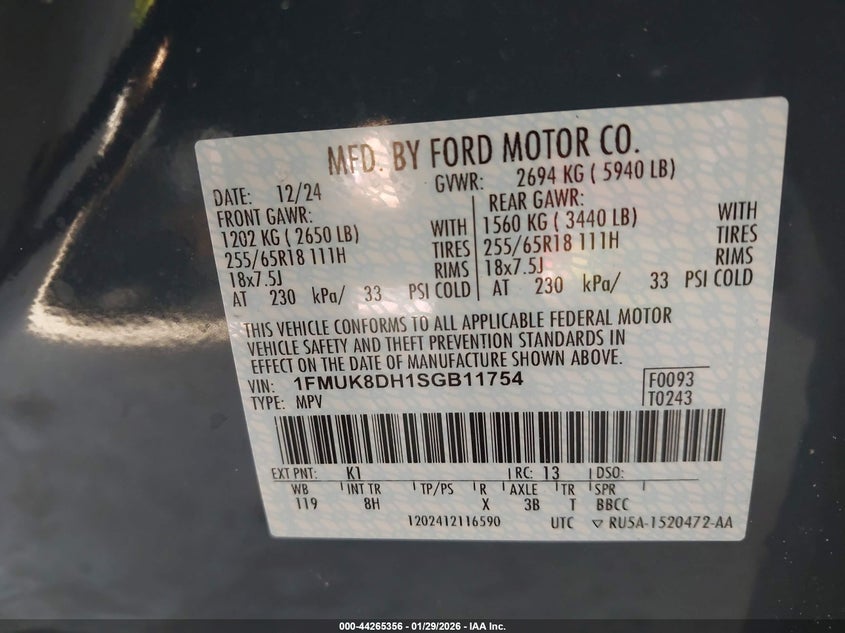 MFD. BY FORD MOTOR CO.
DATE: 12/24 GVWR: 2694 KG ( 5940 LB)
FRONT GAWR: REAR GAWR:
1202 KG ( 2650 LB) WITH 1560 KG ( 3440 LB) WITH
255/65R18 111H TIRES 255/65R18 111H TIRES
18x7.5J RIMS 18x7.5J RIMS
AT 230 kPa/ 33 PSI COLD AT 230 kPa/ 33 PSI COLD
THIS VEHICLE CONFORMS TO ALL APPLICABLE FEDERAL MOTOR
VEHICLE SAFETY AND THEFT PREVENTION STANDARDS IN
EFFECT ON THE DATE OF MANUFACTURE SHOWN ABOVE.
VIN: 1FMUK8DH1SGB11754 F0093
TYPE: MPV T0243
EXT PNT: K1 RC: 13 DSO:
WB INT TR TP/PS R AXLE TR SPR
119 8H X 3B T BBCC
1202412116590 UTC ▽ RU5A-1520472-AA
000-44265356 | 01/29/2026 - IAA Inc.